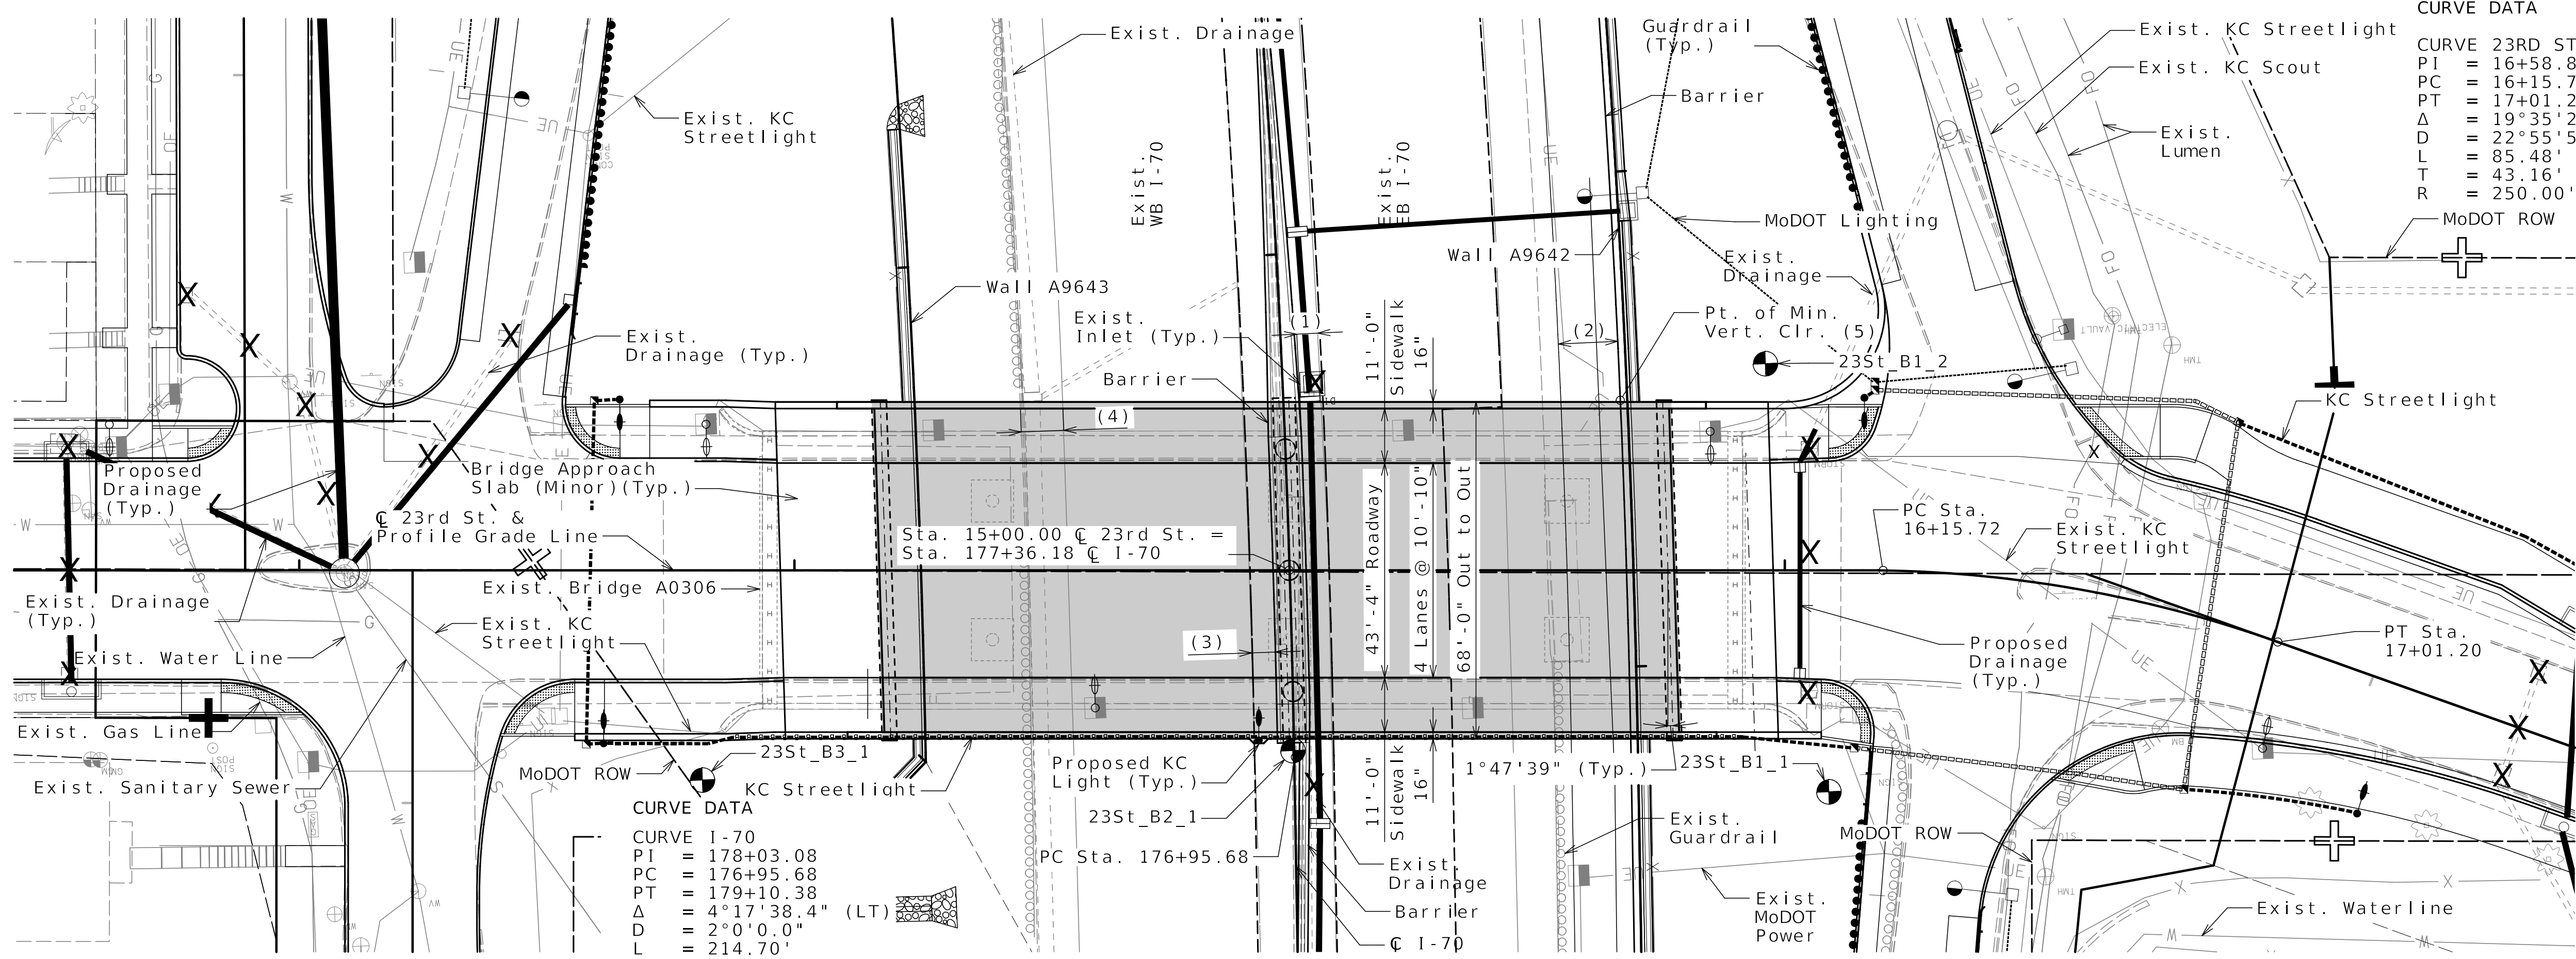 Exist. Drainage
Guardrail
(Typ.)
Exist. KC Streetlight
Exist. KC Scout
Exist.
Lumen
CURVE DATA
CURVE 23RD ST
PI = 16+58.8
PC = 16+15.7
PT = 17+01.2
Δ = 19°35'2
D = 22°55'5
L = 85.48'
T = 43.16'
R = 250.00'
MoDOT ROW
Exist. KC
Streetlight
Exist.
WB I-70
Exist.
EB I-70
Barrier
MoDOT Lighting
Wall A9642
Exist.
Drainage
Wall A9643
Exist.
Inlet (Typ.)
(1)
(2)
11'-0"
Sidewalk
16"
Pt. of Min.
Vert. Clr. (5)
23St_B1_2
Exist.
Drainage (Typ.)
Barrier
(4)
KC Streetlight
ELECTRIC VAULT
TMH
Proposed
Drainage
(Typ.)
Bridge Approach
Slab (Minor)(Typ.)
℄ 23rd St. &
Profile Grade Line
Sta. 15+00.00 ℄ 23rd St. =
Sta. 177+36.18 ℄ I-70
43'-4" Roadway
4 Lanes @ 10'-10"
68'-0" Out to Out
PC Sta.
16+15.72
Exist. KC
Streetlight
Exist. Bridge A0306
Exist. Drainage
(Typ.)
Exist. KC
Streetlight
(3)
Exist. Water Line
Proposed
Drainage
(Typ.)
PT Sta.
17+01.20
Exist. Gas Line
SIGN
POST
Exist. Sanitary Sewer
MoDOT ROW
23St_B3_1
KC Streetlight
Proposed KC
Light (Typ.)
23St_B2_1
PC Sta. 176+95.68
11'-0"
Sidewalk
16"
1°47'39" (Typ.)
23St_B1_1
Exist.
Guardrail
MoDOT ROW
Exist.
Drainage
Barrier
℄ I-70
Exist.
MoDOT
Power
Exist. Waterline
CURVE DATA
CURVE I-70
PI = 178+03.08
PC = 176+95.68
PT = 179+10.38
Δ = 4°17'38.4" (LT)
D = 2°0'0.0"
L = 214.70'